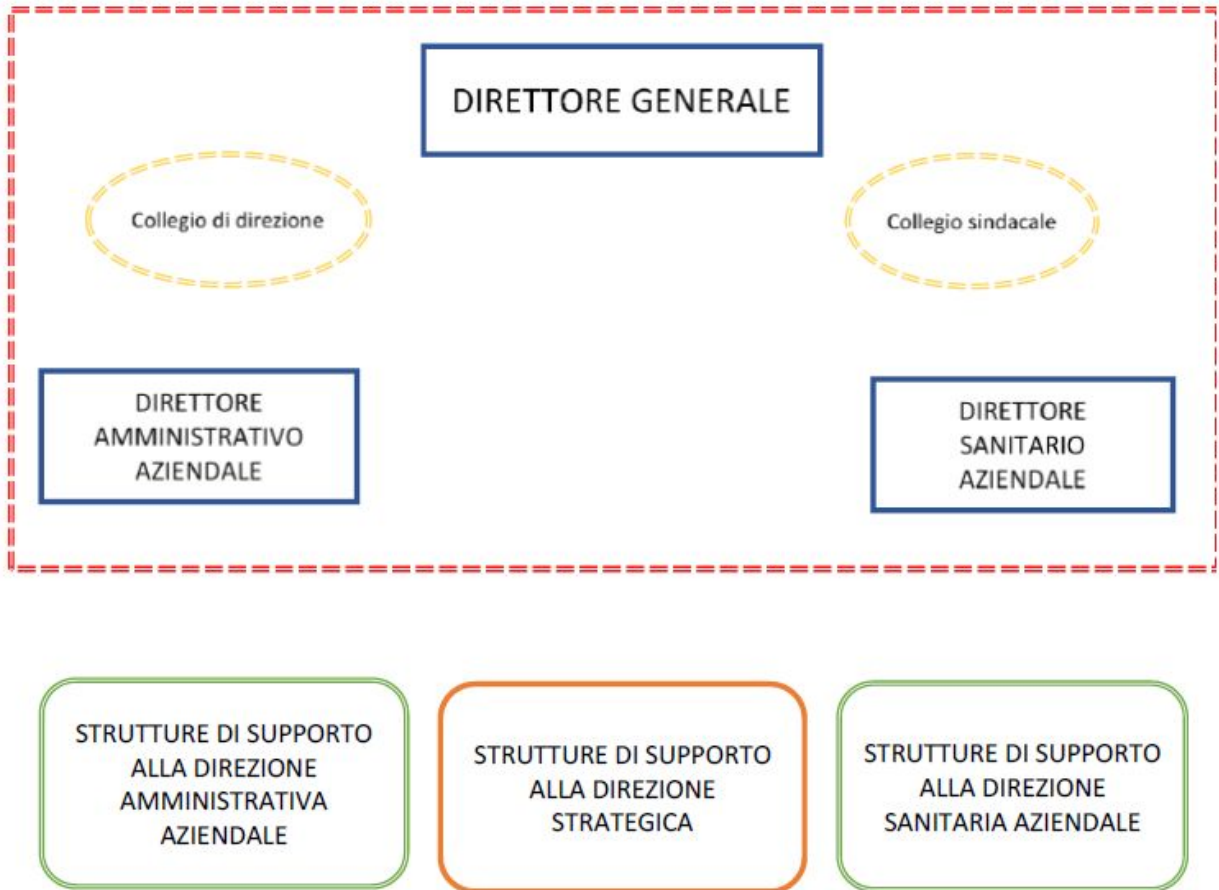 DIRETTORE GENERALE
Collegio di direzione
Collegio sindacale
DIRETTORE
AMMINISTRATIVO
AZIENDALE
DIRETTORE
SANITARIO
AZIENDALE
STRUTTURE DI SUPPORTO
ALLA DIREZIONE
AMMINISTRATIVA
AZIENDALE
STRUTTURE DI SUPPORTO
ALLA DIREZIONE
STRATEGICA
STRUTTURE DI SUPPORTO
ALLA DIREZIONE
SANITARIA AZIENDALE